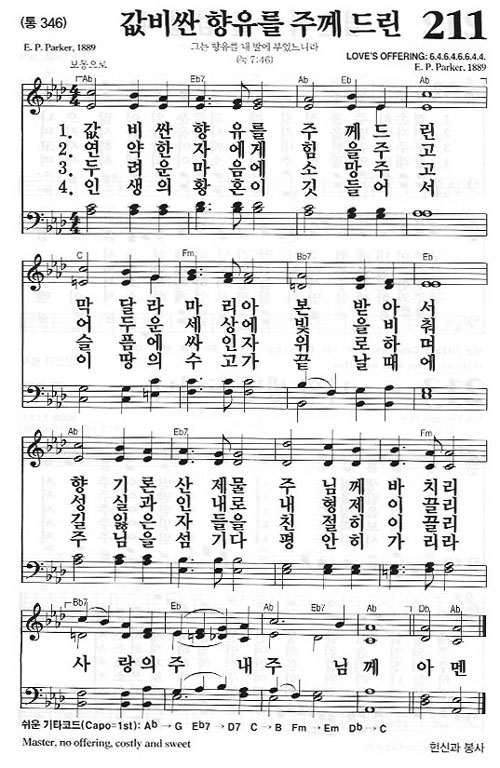 (통 346) 값비싼 향유를 주께 드린 211
E. P. Parker, 1889
그는 향유를 내 발에 부었느니라
(눅 7:46)
LOVE'S OFFERING: 6.4.6.4.6.6.4.4.
E. P. Parker, 1889
보통으로
Ab Eb7 Ab Eb Ab
1. 값 비 싼 향 유 를 주 께 드 린
2. 연 약 한 자 에 게 힘 을 주 고
3. 두 려 운 마 음 에 소 망 주 고
4. 인 생 의 황 혼 이 깃 들 어 서
C Fm Bb7 Eb
막 달 라 마 리 아 본 받 아 서
어 두 운 세 상 에 빛 을 비 춰
슬 픔 에 싸 인 자 위 로 하 며
이 땅 의 수 고 가 끝 날 때 에
Ab Eb7 Ab Fm
향 기 론 산 제 물 주 님 께 바 치 리
성 실 과 인 내 로 내 형 제 이 끌 리
길 잃 은 자 들 을 내 친 히 이 끌 리
주 님 을 섬 기 다 평 안 히 가 리 라
Bb7 Eb Ab Eb7 Ab Db Ab
사 랑 의 주 내 주 님 께 아 멘
쉬운 기타코드(Capo=1st): Ab → G Eb7 → D7 C → B Fm → Em Db → C
Master, no offering, costly and sweet
헌신과 봉사